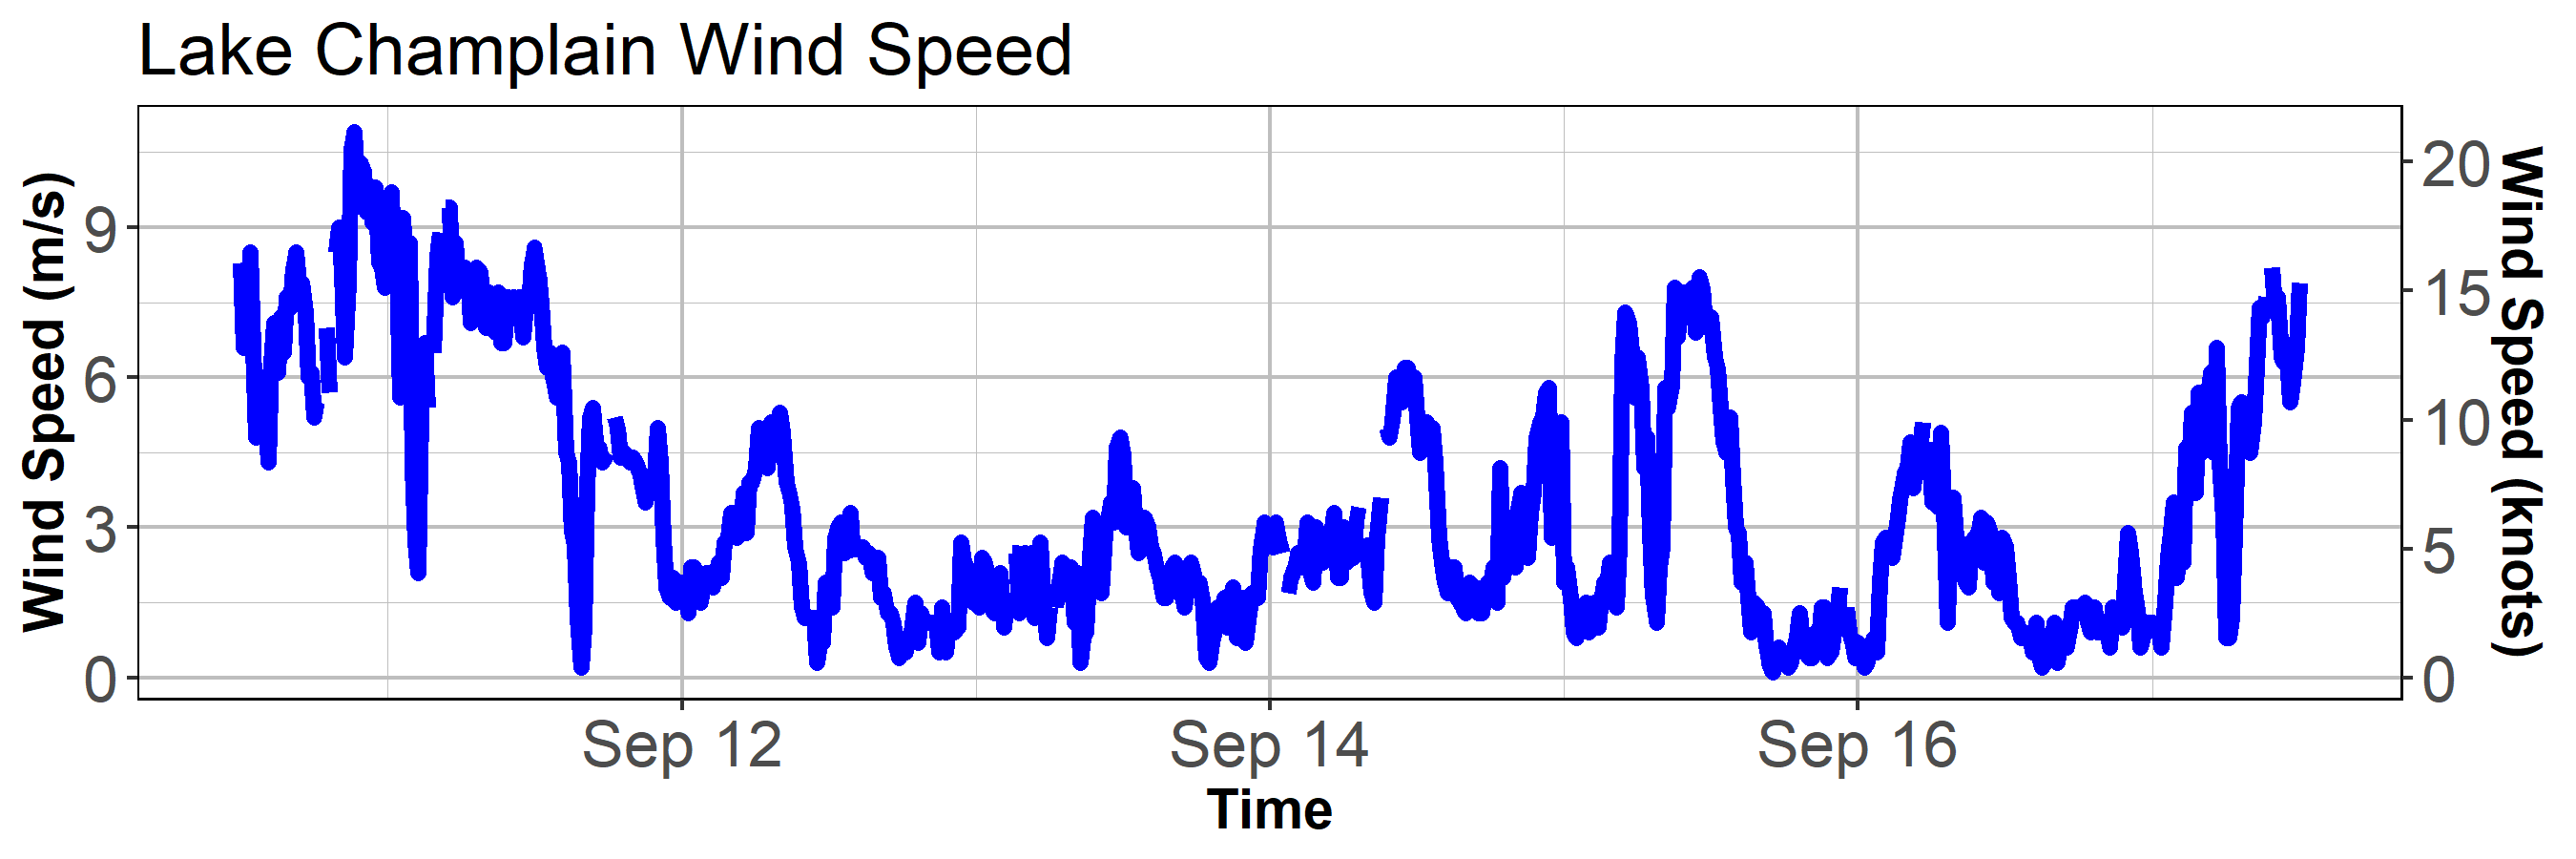 Lake Champlain Wind Speed
Wind Speed (m/s)
9
6
3
0
20
15
10
5
0
Wind Speed (knots)
Sep 12
Sep 14
Sep 16
Time